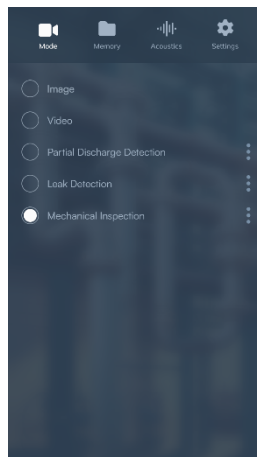 Mode
Memory
Acoustics
Settings
Image
Video
Partial Discharge Detection
Leak Detection
Mechanical Inspection